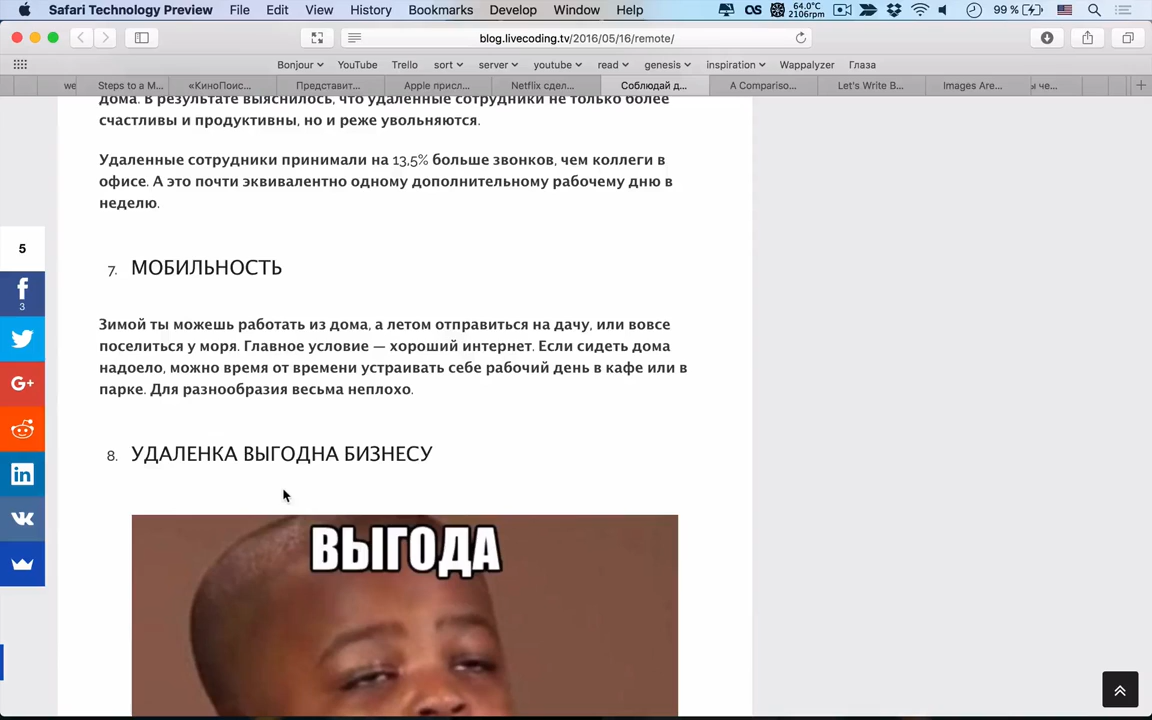 Safari Technology Preview File Edit View History Bookmarks Develop Window Help 64.0°C 2106rpm 99 %
blog.livecoding.tv/2016/05/16/remote/
Bonjour YouTube Trello sort server youtube read genesis inspiration Wappalyzer Глаза
we Steps to a M... «КиноПоис... Представит... Apple присл... Netflix сдел... Соблюдай д... A Compariso... Let's Write B... Images Are... ы че...
дома. В результате выяснилось, что удаленные сотрудники не только более
счастливы и продуктивны, но и реже увольняются.
Удаленные сотрудники принимали на 13,5% больше звонков, чем коллеги в
офисе. А это почти эквивалентно одному дополнительному рабочему дню в
неделю.
5
3
7. МОБИЛЬНОСТЬ
Зимой ты можешь работать из дома, а летом отправиться на дачу, или вовсе
поселиться у моря. Главное условие — хороший интернет. Если сидеть дома
надоело, можно время от времени устраивать себе рабочий день в кафе или в
парке. Для разнообразия весьма неплохо.
8. УДАЛЕНКА ВЫГОДНА БИЗНЕСУ
ВЫГОДА